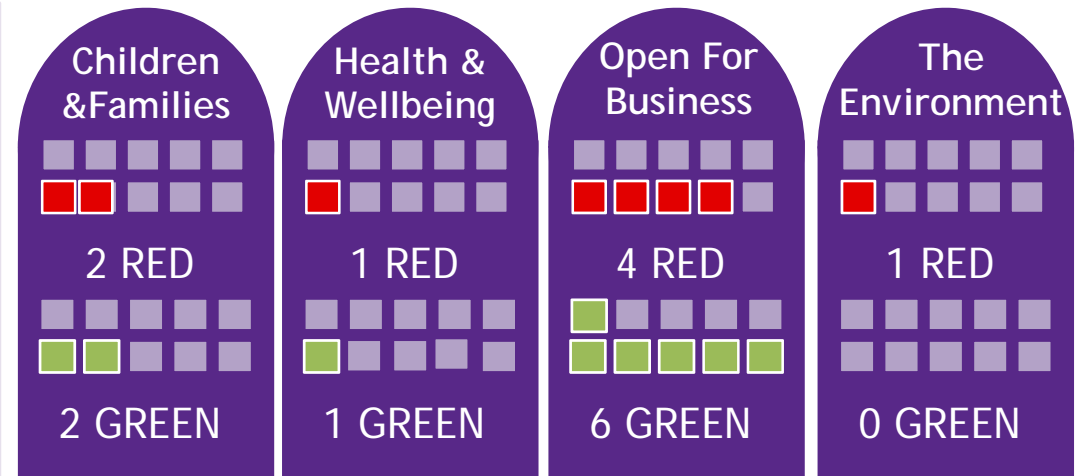 Children
&Families
2 RED
2 GREEN
Health &
Wellbeing
1 RED
1 GREEN
Open For
Business
4 RED
6 GREEN
The
Environment
1 RED
0 GREEN